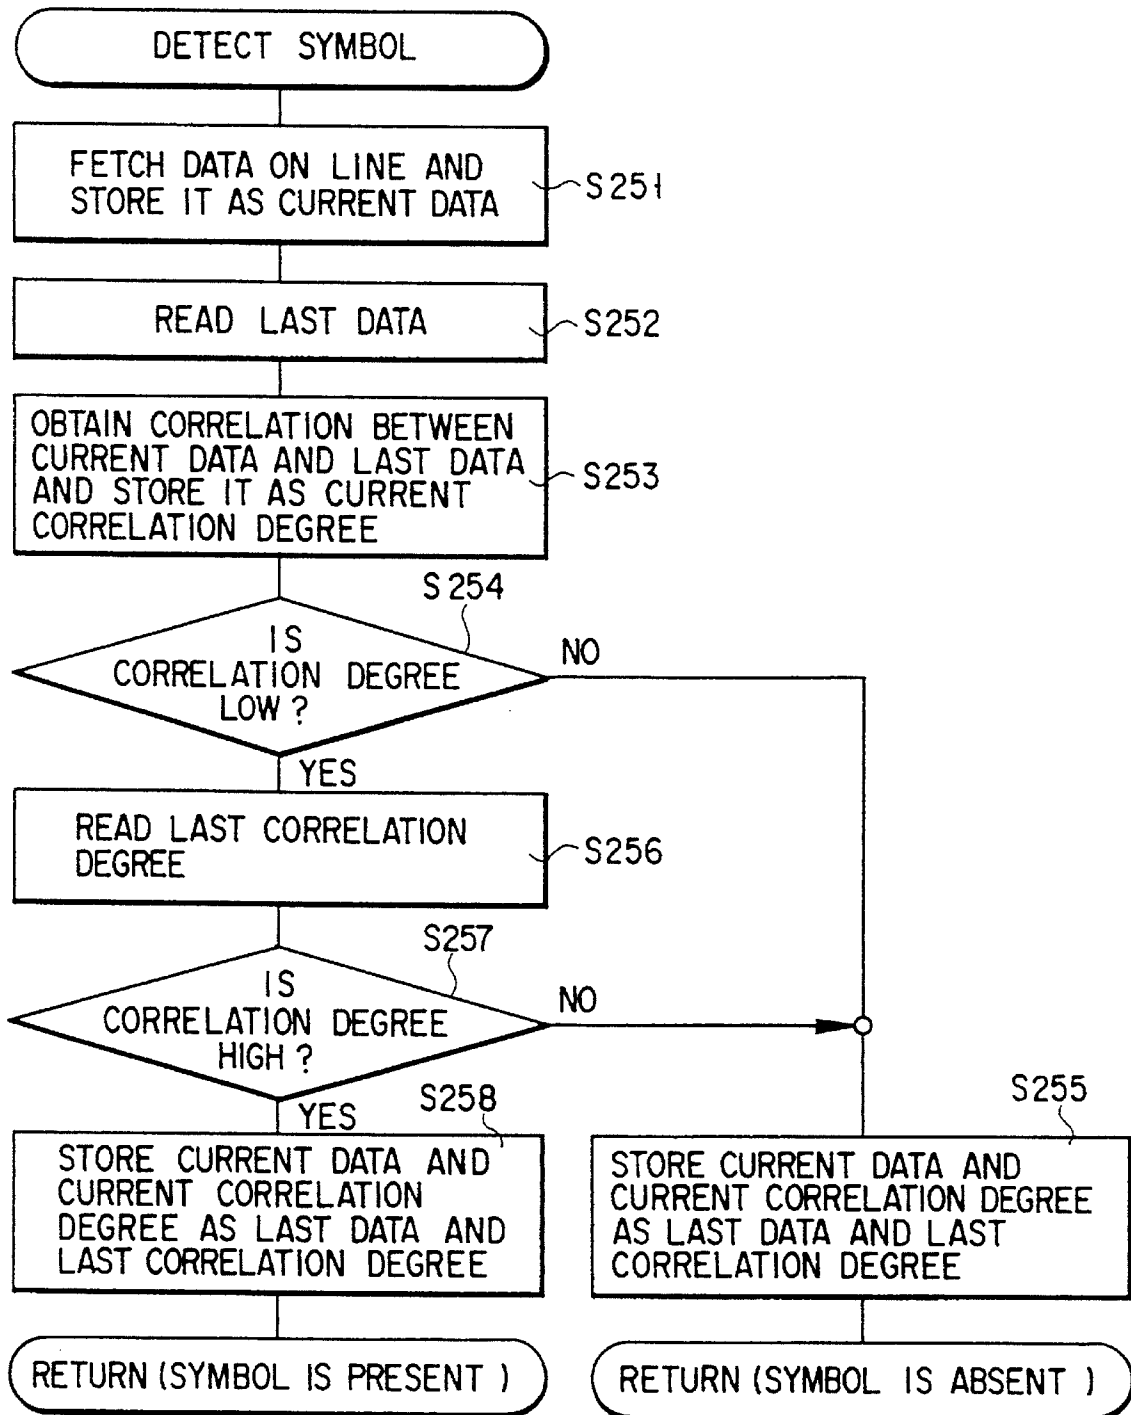 DETECT SYMBOL
FETCH DATA ON LINE AND
STORE IT AS CURRENT DATA
S251
READ LAST DATA
S252
OBTAIN CORRELATION BETWEEN
CURRENT DATA AND LAST DATA
AND STORE IT AS CURRENT
CORRELATION DEGREE
S253
S254
IS
CORRELATION DEGREE
LOW?
NO
YES
READ LAST CORRELATION
DEGREE
S256
S257
IS
CORRELATION DEGREE
HIGH?
NO
YES
S258
STORE CURRENT DATA AND
CURRENT CORRELATION
DEGREE AS LAST DATA AND
LAST CORRELATION DEGREE
S255
STORE CURRENT DATA AND
CURRENT CORRELATION DEGREE
AS LAST DATA AND LAST
CORRELATION DEGREE
RETURN (SYMBOL IS PRESENT)
RETURN (SYMBOL IS ABSENT)